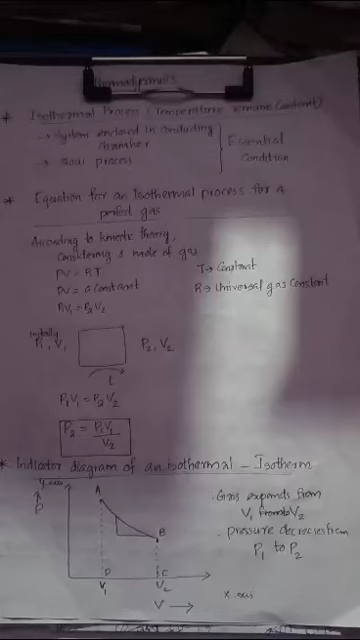 Thermodynamics
* Isothermal Process (Temperature remains Constant)
→ System enclosed in conducting chamber
→ Slow process
Essential Condition
* Equation for an Isothermal process for a perfect gas
According to kinetic theory,
considering 1 mole of gas
PV = RT
T → Constant
PV = a Constant
R → Universal gas Constant
P₁V₁ = P₂V₂
Initially
P₁, V₁
P₂, V₂
P₁V₁ = P₂V₂
P₂ = P₁V₁ / V₂
* Indicator diagram of an isothermal - Isotherm
y axis
P
A
B
D
C
V₁
V₂
V →
x axis
. Gas expands from
V₁ to V₂
. pressure decreases from
P₁ to P₂